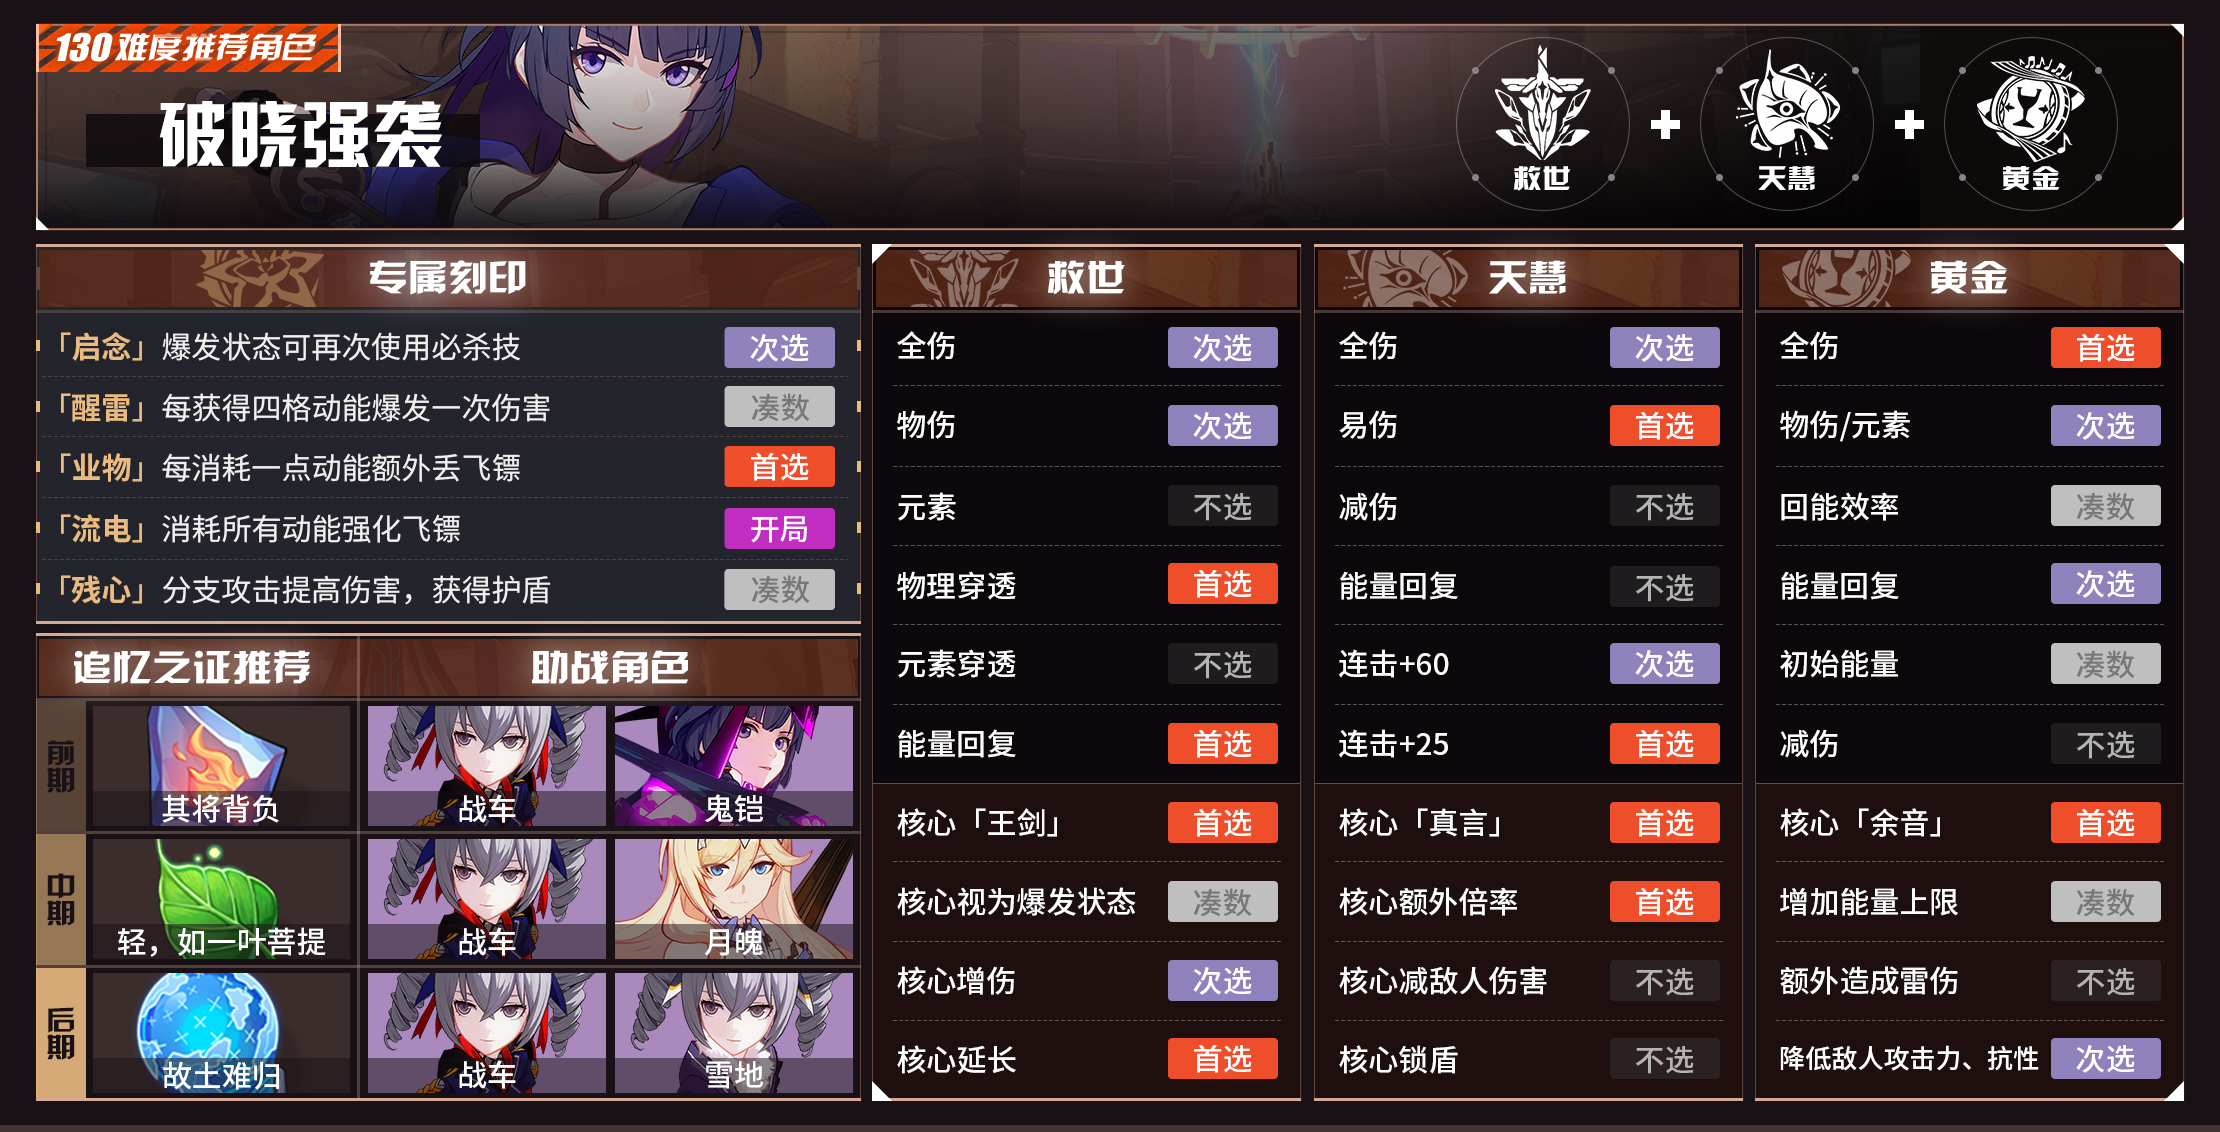 130难度推荐角色
破晓强袭
救世
+
天慧
+
黄金
专属刻印
「启念」爆发状态可再次使用必杀技 次选
「醒雷」每获得四格动能爆发一次伤害 凑数
「业物」每消耗一点动能额外丢飞镖 首选
「流电」消耗所有动能强化飞镖 开局
「残心」分支攻击提高伤害，获得护盾 凑数
追忆之证推荐 助战角色
前期
其将背负 战车 鬼铠
中期
轻，如一叶菩提 战车 月魄
后期
故土难归 战车 雪地
救世
全伤 次选
物伤 次选
元素 不选
物理穿透 首选
元素穿透 不选
能量回复 首选
核心「王剑」 首选
核心视为爆发状态 凑数
核心增伤 次选
核心延长 首选
天慧
全伤 次选
易伤 首选
减伤 不选
能量回复 不选
连击+60 次选
连击+25 首选
核心「真言」 首选
核心额外倍率 首选
核心减敌人伤害 不选
核心锁盾 不选
黄金
全伤 首选
物伤/元素 次选
回能效率 凑数
能量回复 次选
初始能量 凑数
减伤 不选
核心「余音」 首选
增加能量上限 凑数
额外造成雷伤 不选
降低敌人攻击力、抗性 次选